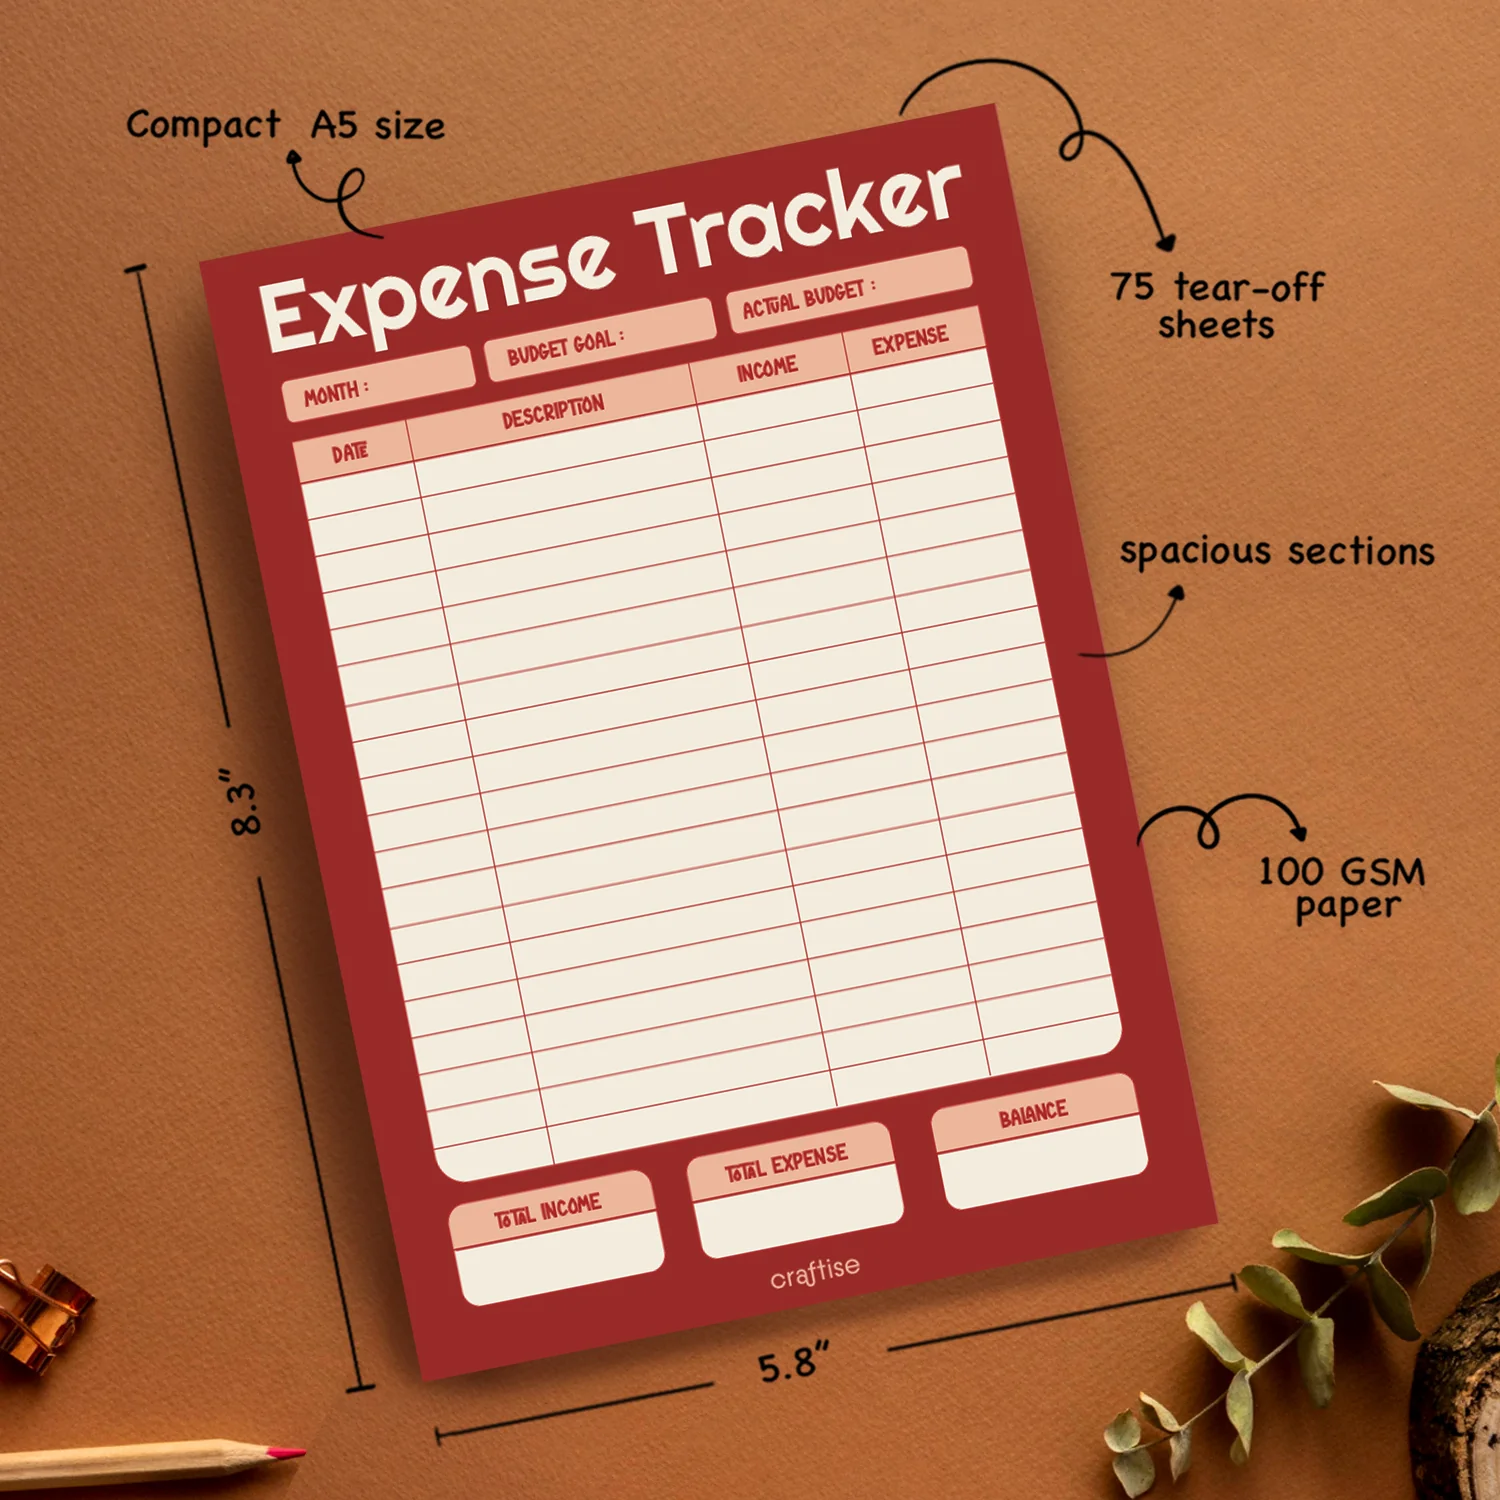 Compact A5 size
Expense Tracker
75 tear-off
sheets
MONTH :
BUDGET GOAL :
ACTUAL BUDGET :
DATE
DESCRIPTION
INCOME
EXPENSE
spacious sections
8.3"
100 GSM
paper
TOTAL INCOME
TOTAL EXPENSE
BALANCE
craftise
5.8"